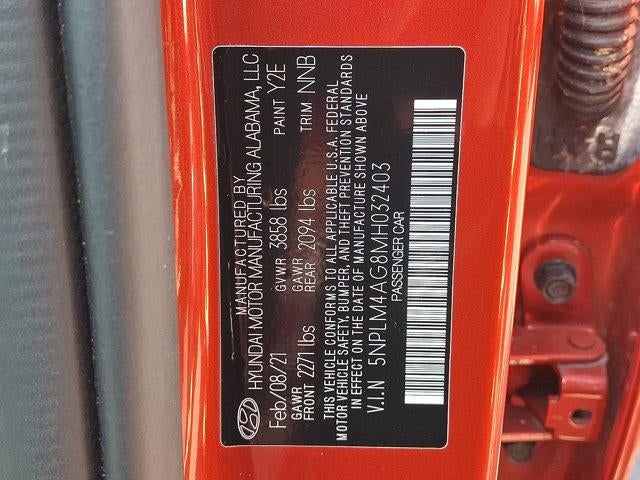 MANUFACTURED BY
HYUNDAI MOTOR MANUFACTURING ALABAMA, LLC
Feb/08/21 GVWR 3858 lbs PAINT Y2E
GAWR GAWR
FRONT 2271 lbs REAR 2094 lbs TRIM NNB
THIS VEHICLE CONFORMS TO ALL APPLICABLE U.S.A. FEDERAL
MOTOR VEHICLE SAFETY, BUMPER, AND THEFT PREVENTION STANDARDS
IN EFFECT ON THE DATE OF MANUFACTURE SHOWN ABOVE
V.I.N 5NPLM4AG8MH032403
PASSENGER CAR